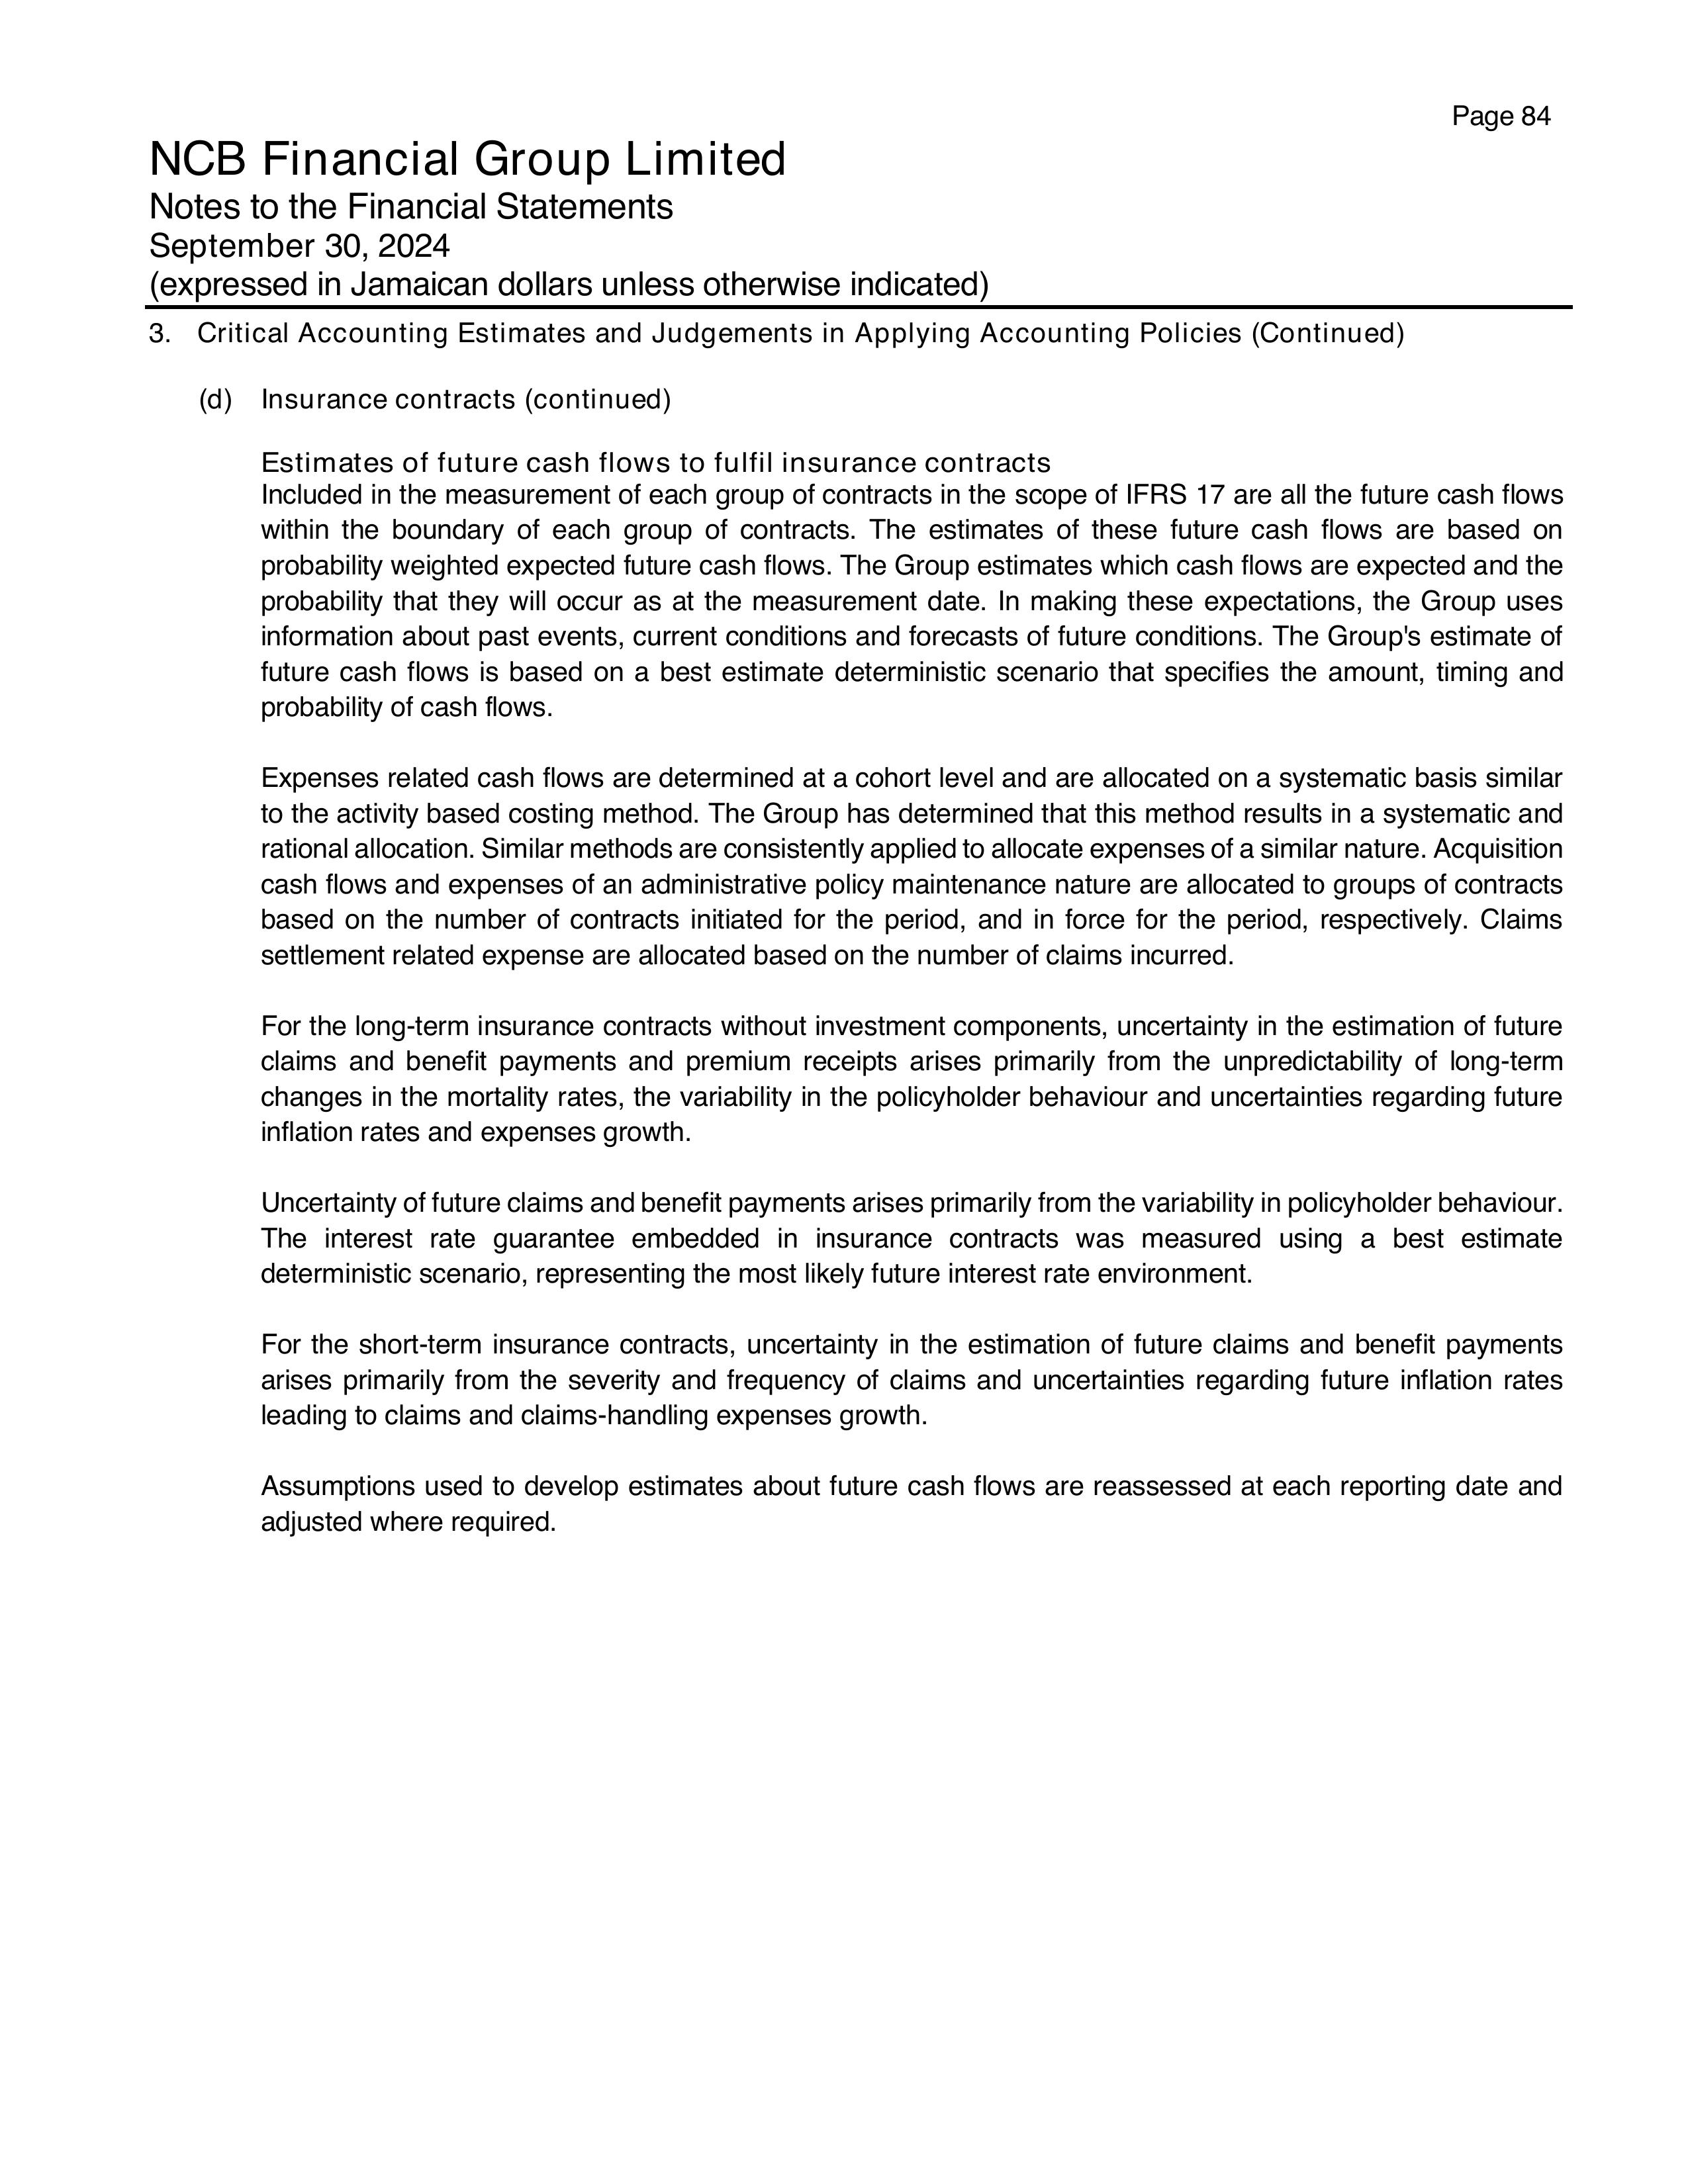 Page 84
NCB Financial Group Limited
Notes to the Financial Statements
September 30, 2024
(expressed in Jamaican dollars unless otherwise indicated)
3. Critical Accounting Estimates and Judgements in Applying Accounting Policies (Continued)
(d) Insurance contracts (continued)
Estimates of future cash flows to fulfil insurance contracts
Included in the measurement of each group of contracts in the scope of IFRS 17 are all the future cash flows
within the boundary of each group of contracts. The estimates of these future cash flows are based on
probability weighted expected future cash flows. The Group estimates which cash flows are expected and the
probability that they will occur as at the measurement date. In making these expectations, the Group uses
information about past events, current conditions and forecasts of future conditions. The Group's estimate of
future cash flows is based on a best estimate deterministic scenario that specifies the amount, timing and
probability of cash flows.
Expenses related cash flows are determined at a cohort level and are allocated on a systematic basis similar
to the activity based costing method. The Group has determined that this method results in a systematic and
rational allocation. Similar methods are consistently applied to allocate expenses of a similar nature. Acquisition
cash flows and expenses of an administrative policy maintenance nature are allocated to groups of contracts
based on the number of contracts initiated for the period, and in force for the period, respectively. Claims
settlement related expense are allocated based on the number of claims incurred.
For the long-term insurance contracts without investment components, uncertainty in the estimation of future
claims and benefit payments and premium receipts arises primarily from the unpredictability of long-term
changes in the mortality rates, the variability in the policyholder behaviour and uncertainties regarding future
inflation rates and expenses growth.
Uncertainty of future claims and benefit payments arises primarily from the variability in policyholder behaviour.
The interest rate guarantee embedded in insurance contracts was measured using a best estimate
deterministic scenario, representing the most likely future interest rate environment.
For the short-term insurance contracts, uncertainty in the estimation of future claims and benefit payments
arises primarily from the severity and frequency of claims and uncertainties regarding future inflation rates
leading to claims and claims-handling expenses growth.
Assumptions used to develop estimates about future cash flows are reassessed at each reporting date and
adjusted where required.